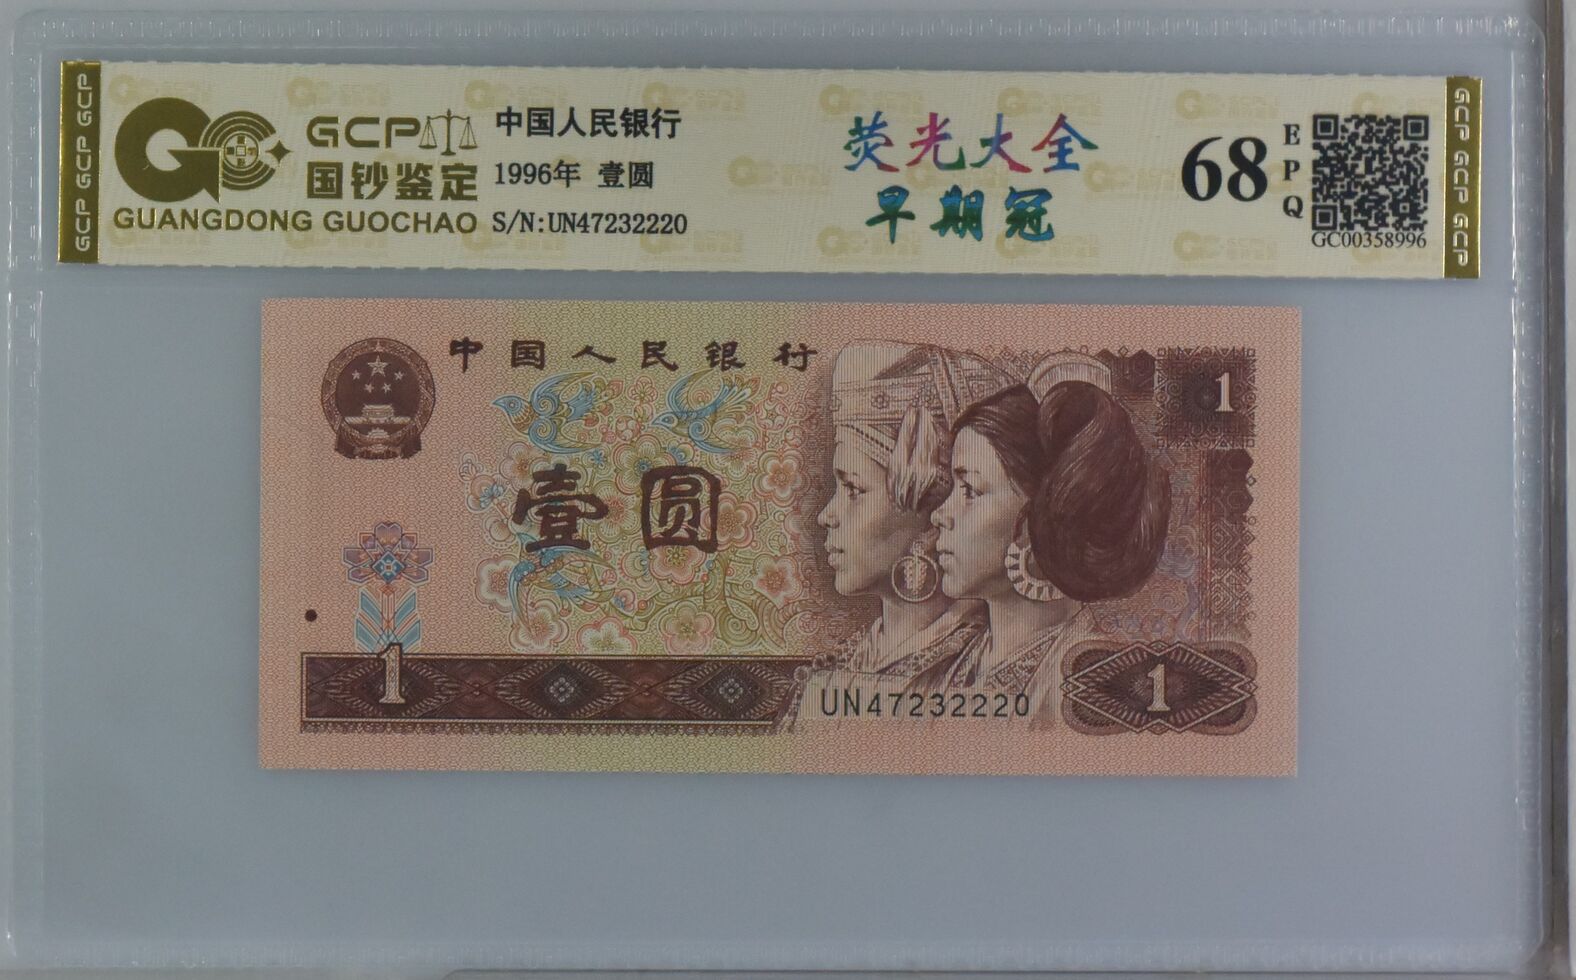 GCP GCP GCP
GCP
国钞鉴定
GUANGDONG GUOCHAO
中国人民银行
1996年 壹圆
S/N:UN47232220
荧光大全
早期冠
68
EPQ
GC00358996
GCP GCP GCP
中国人民银行
1
壹圆
1
UN47232220
1